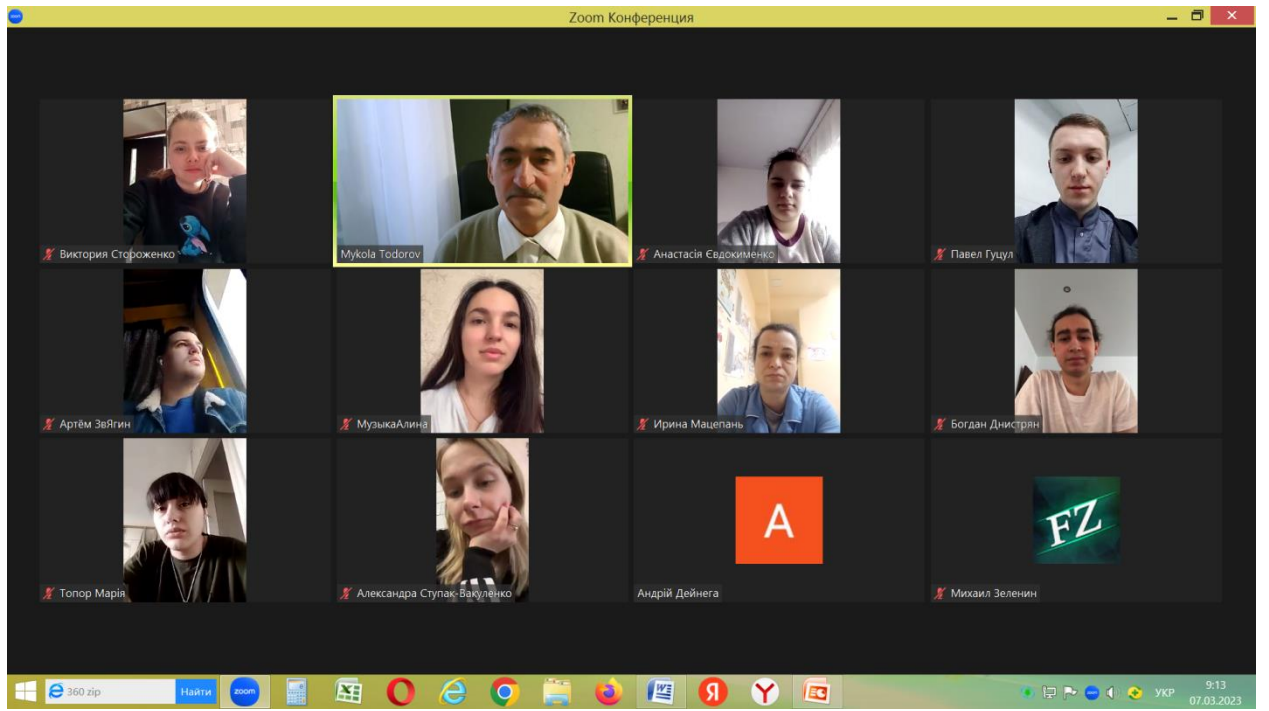 zoom
Zoom Конференция
Виктория Стороженко
Mykola Todorov
Анастасія Євдокименко
Павел Гуцул
Артём ЗвЯгин
МузыкаАлина
Ирина Мацепань
Богдан Днистрян
A
FZ
Топор Марія
Александра Ступак-Вакуленко
Андрій Дейнега
Михаил Зеленин
360 zip
Найти
zoom
УКР
9:13
07.03.2023